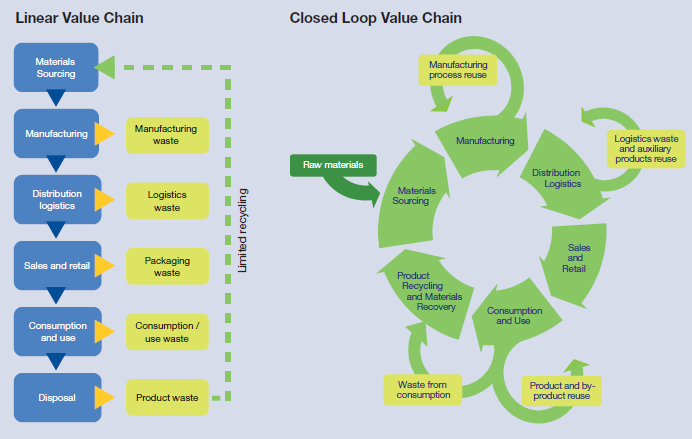 Linear Value Chain
Materials
Sourcing
Manufacturing
Manufacturing
waste
Distribution
logistics
Logistics
waste
Sales and retail
Packaging
waste
Consumption
and use
Consumption /
use waste
Disposal
Product waste
Limited recycling
Closed Loop Value Chain
Manufacturing
process reuse
Manufacturing
Logistics waste
and auxiliary
products reuse
Raw materials
Distribution
Logistics
Materials
Sourcing
Sales
and
Retail
Product
Recycling
and Materials
Recovery
Consumption
and Use
Waste from
consumption
Product and by-
product reuse